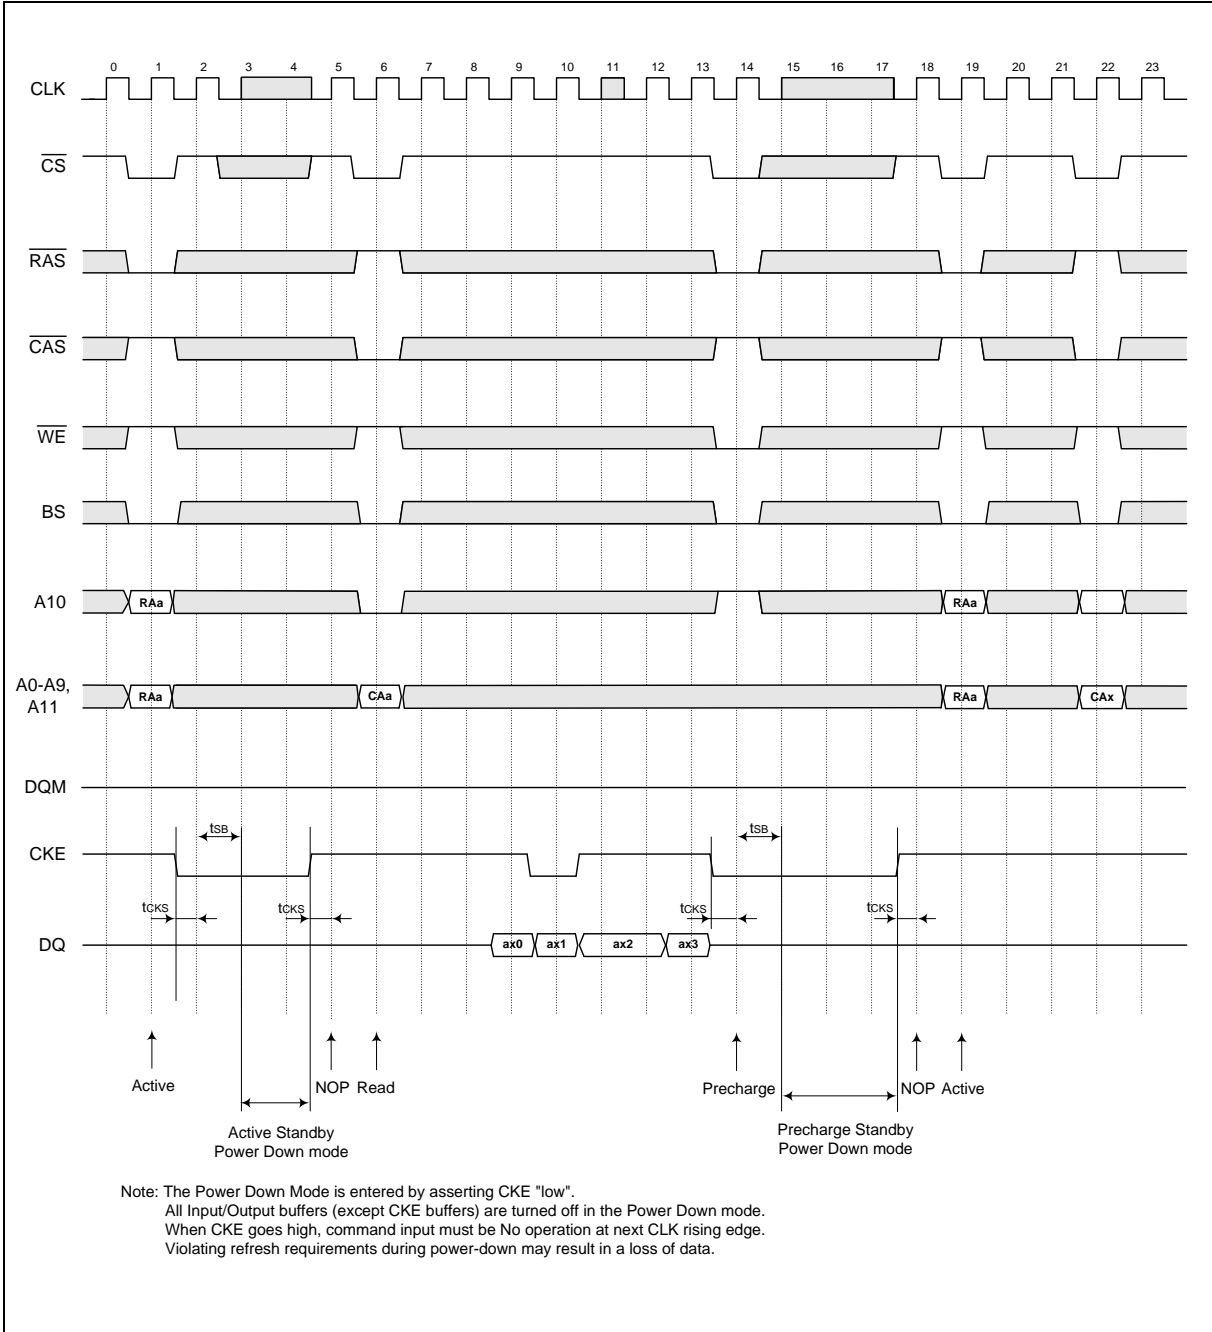 0 1 2 3 4 5 6 7 8 9 10 11 12 13 14 15 16 17 18 19 20 21 22 23
CLK
CS
RAS
CAS
WE
BS
A10 RAa RAa
A0-A9,
A11 RAa CAa RAa CAx
DQM
tSB tSB
CKE
tCKS tCKS tCKS tCKS
DQ ax0 ax1 ax2 ax3
Active NOP Read Precharge NOP Active
Active Standby
Power Down mode
Precharge Standby
Power Down mode
Note: The Power Down Mode is entered by asserting CKE "low".
All Input/Output buffers (except CKE buffers) are turned off in the Power Down mode.
When CKE goes high, command input must be No operation at next CLK rising edge.
Violating refresh requirements during power-down may result in a loss of data.